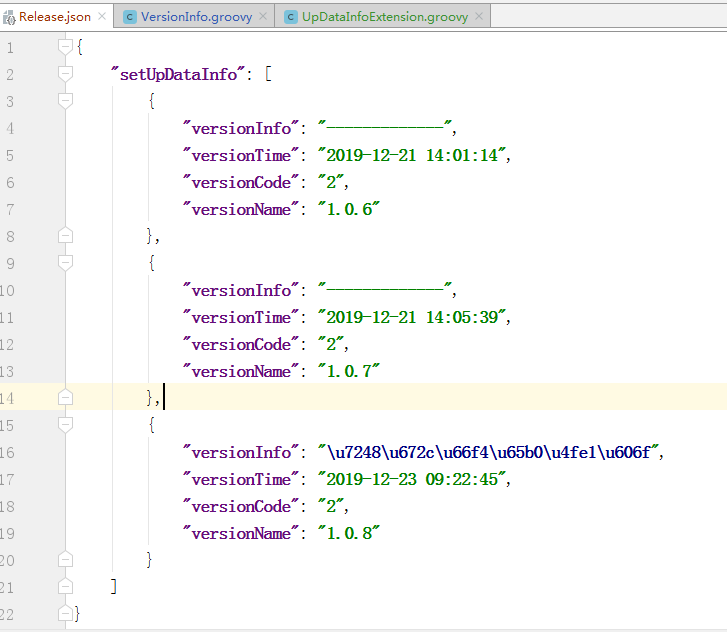 Release.json VersionInfo.groovy UpDataInfoExtension.groovy
1 {
2 "setUpDataInfo": [
3 {
4 "versionInfo": "-------------",
5 "versionTime": "2019-12-21 14:01:14",
6 "versionCode": "2",
7 "versionName": "1.0.6"
8 },
9 {
10 "versionInfo": "-------------",
11 "versionTime": "2019-12-21 14:05:39",
12 "versionCode": "2",
13 "versionName": "1.0.7"
14 },
15 {
16 "versionInfo": "\u7248\u672c\u66f4\u65b0\u4fe1\u606f",
17 "versionTime": "2019-12-23 09:22:45",
18 "versionCode": "2",
19 "versionName": "1.0.8"
20 }
21 ]
22 }